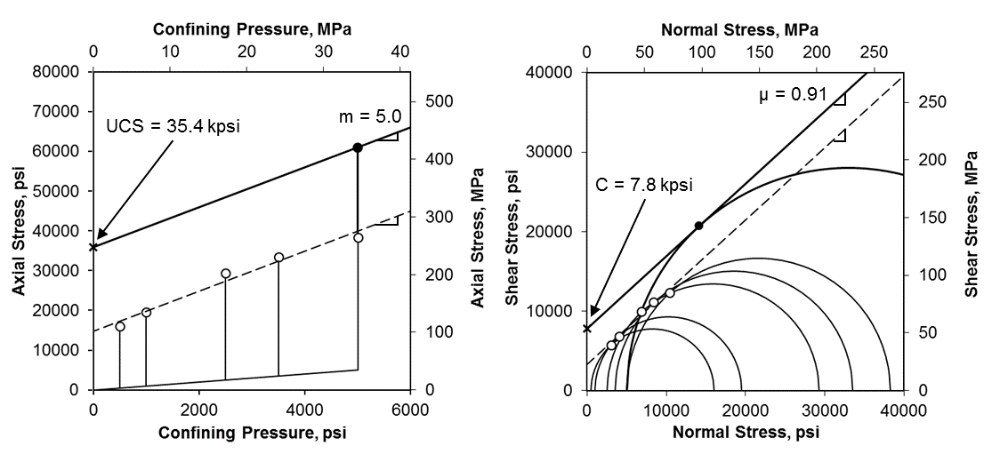 Confining Pressure, MPa
0 10 20 30 40
80000
70000
60000
50000
40000
30000
20000
10000
0
Axial Stress, psi
UCS = 35.4 kpsi
m = 5.0
500
400
300
200
100
0
Axial Stress, MPa
0 2000 4000 6000
Confining Pressure, psi
Normal Stress, MPa
0 50 100 150 200 250
40000
30000
20000
10000
0
Shear Stress, psi
µ = 0.91
C = 7.8 kpsi
250
200
150
100
50
0
Shear Stress, MPa
0 10000 20000 30000 40000
Normal Stress, psi